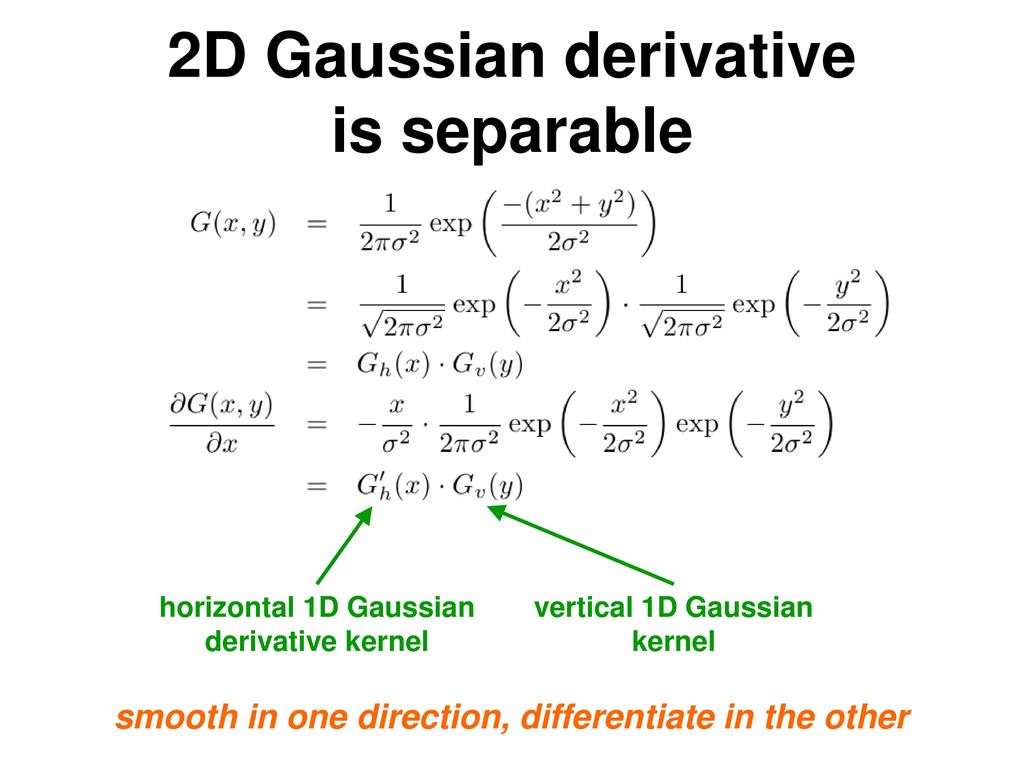 2D Gaussian derivative
is separable
G(x, y) = \frac{1}{2\pi\sigma^2} \exp\left(\frac{-(x^2 + y^2)}{2\sigma^2}\right)
= \frac{1}{\sqrt{2\pi\sigma^2}} \exp\left(-\frac{x^2}{2\sigma^2}\right) \cdot \frac{1}{\sqrt{2\pi\sigma^2}} \exp\left(-\frac{y^2}{2\sigma^2}\right)
= G_h(x) \cdot G_v(y)
\frac{\partial G(x, y)}{\partial x} = -\frac{x}{\sigma^2} \cdot \frac{1}{2\pi\sigma^2} \exp\left(-\frac{x^2}{2\sigma^2}\right) \exp\left(-\frac{y^2}{2\sigma^2}\right)
= G'_h(x) \cdot G_v(y)
horizontal 1D Gaussian
derivative kernel
vertical 1D Gaussian
kernel
smooth in one direction, differentiate in the other